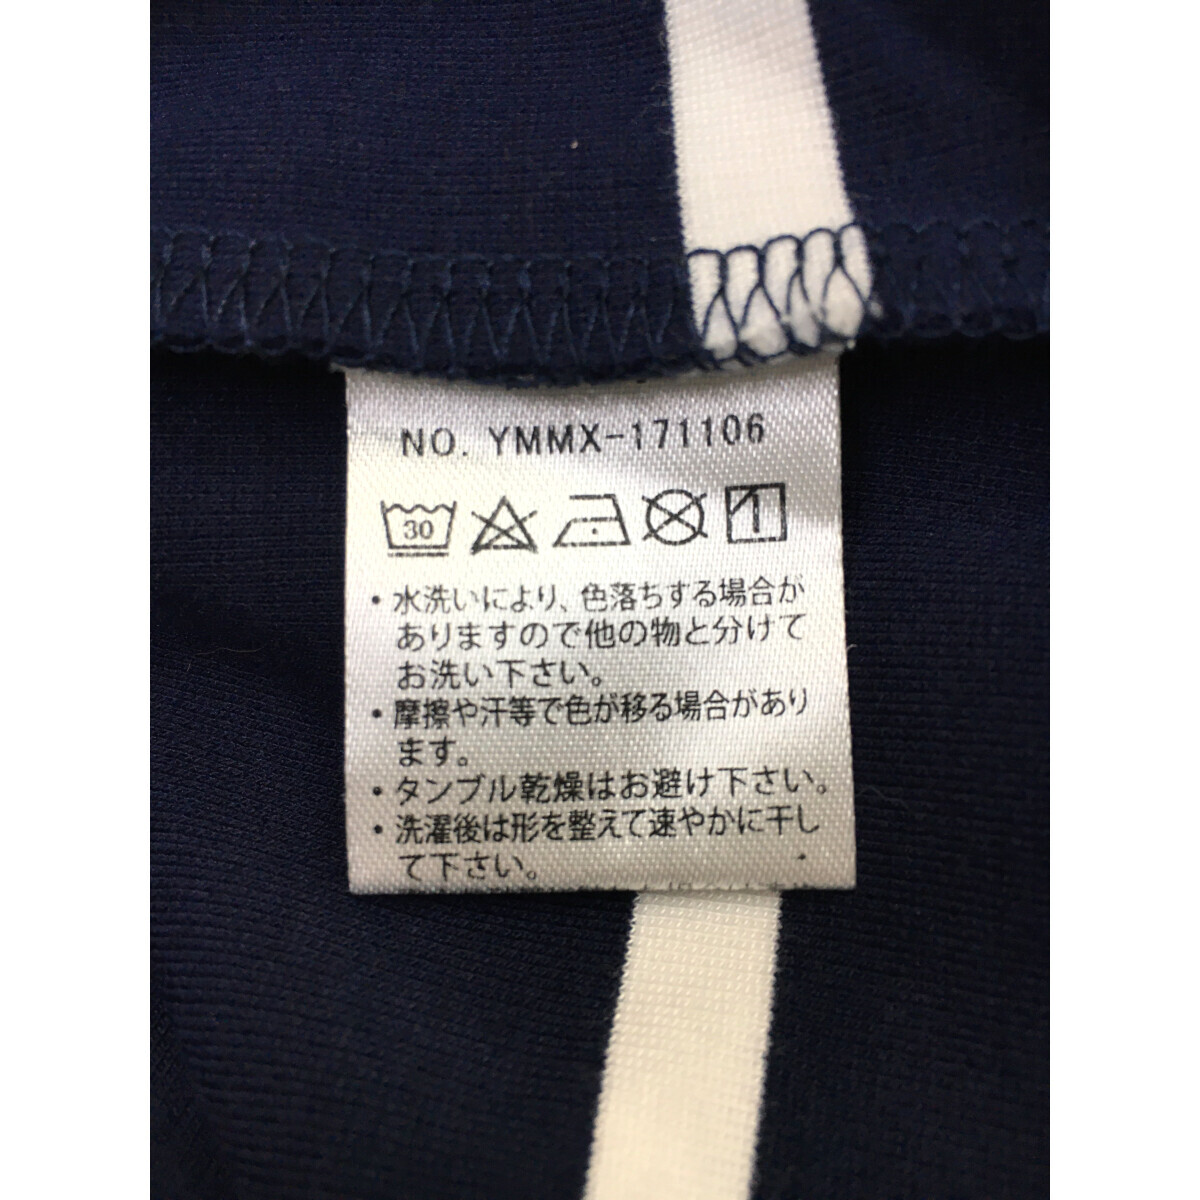 NO. YMMX-171106
30
・水洗いにより、色落ちする場合が
ありますので他の物と分けて
お洗い下さい。
・摩擦や汗等で色が移る場合があり
ます。
・タンブル乾燥はお避け下さい。
・洗濯後は形を整えて速やかに干し
て下さい。